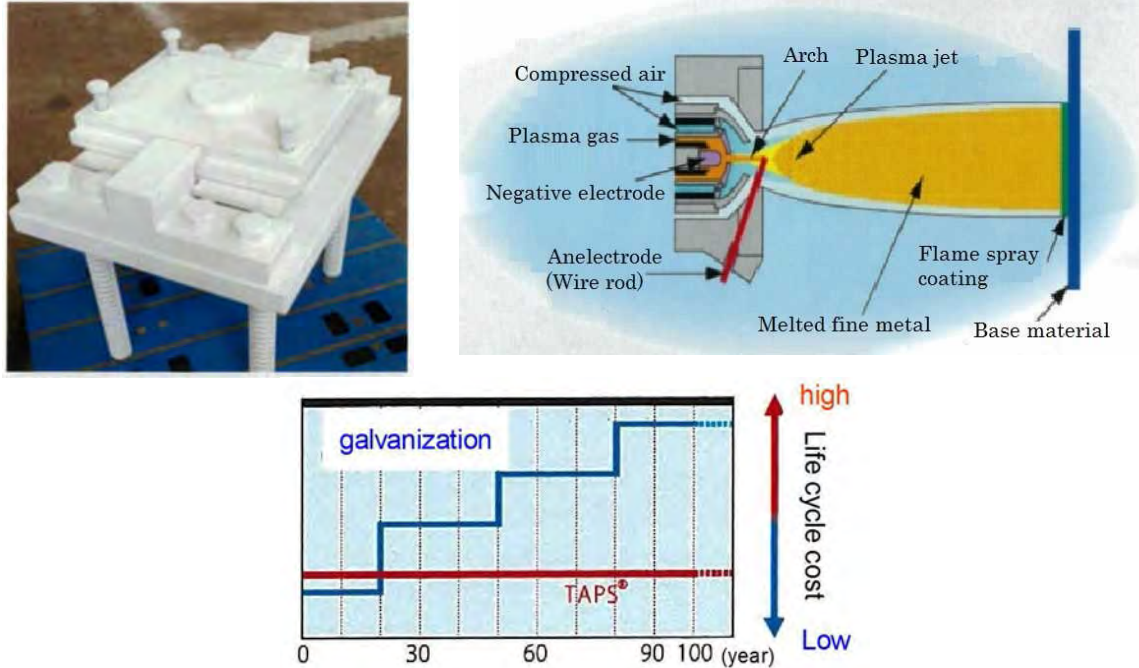 Compressed air
Arch
Plasma jet
Plasma gas
Negative electrode
Anelectrode
(Wire rod)
Flame spray
coating
Melted fine metal
Base material
galvanization
TAPS®
high
Life cycle cost
Low
0 30 60 90 100 (year)